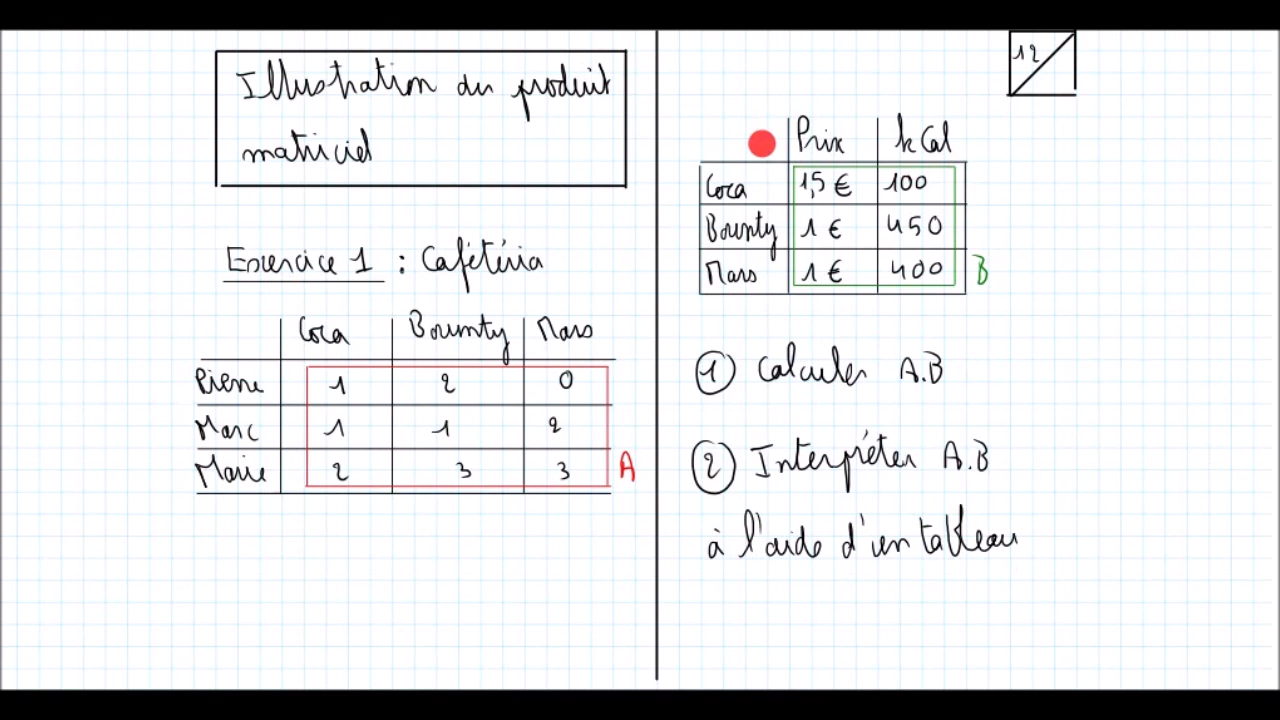 Illustration du produit
matriciel
Exercice 1 : Cafétéria
Coca Bounty Mars
Pierre 1 2 0
Marc 1 1 2
Marie 2 3 3
A
12
Prix kCal
Coca 1,5 € 100
Bounty 1 € 450
Mars 1 € 400
B
1 Calculer A.B
2 Interpréter A.B
à l'aide d'un tableau